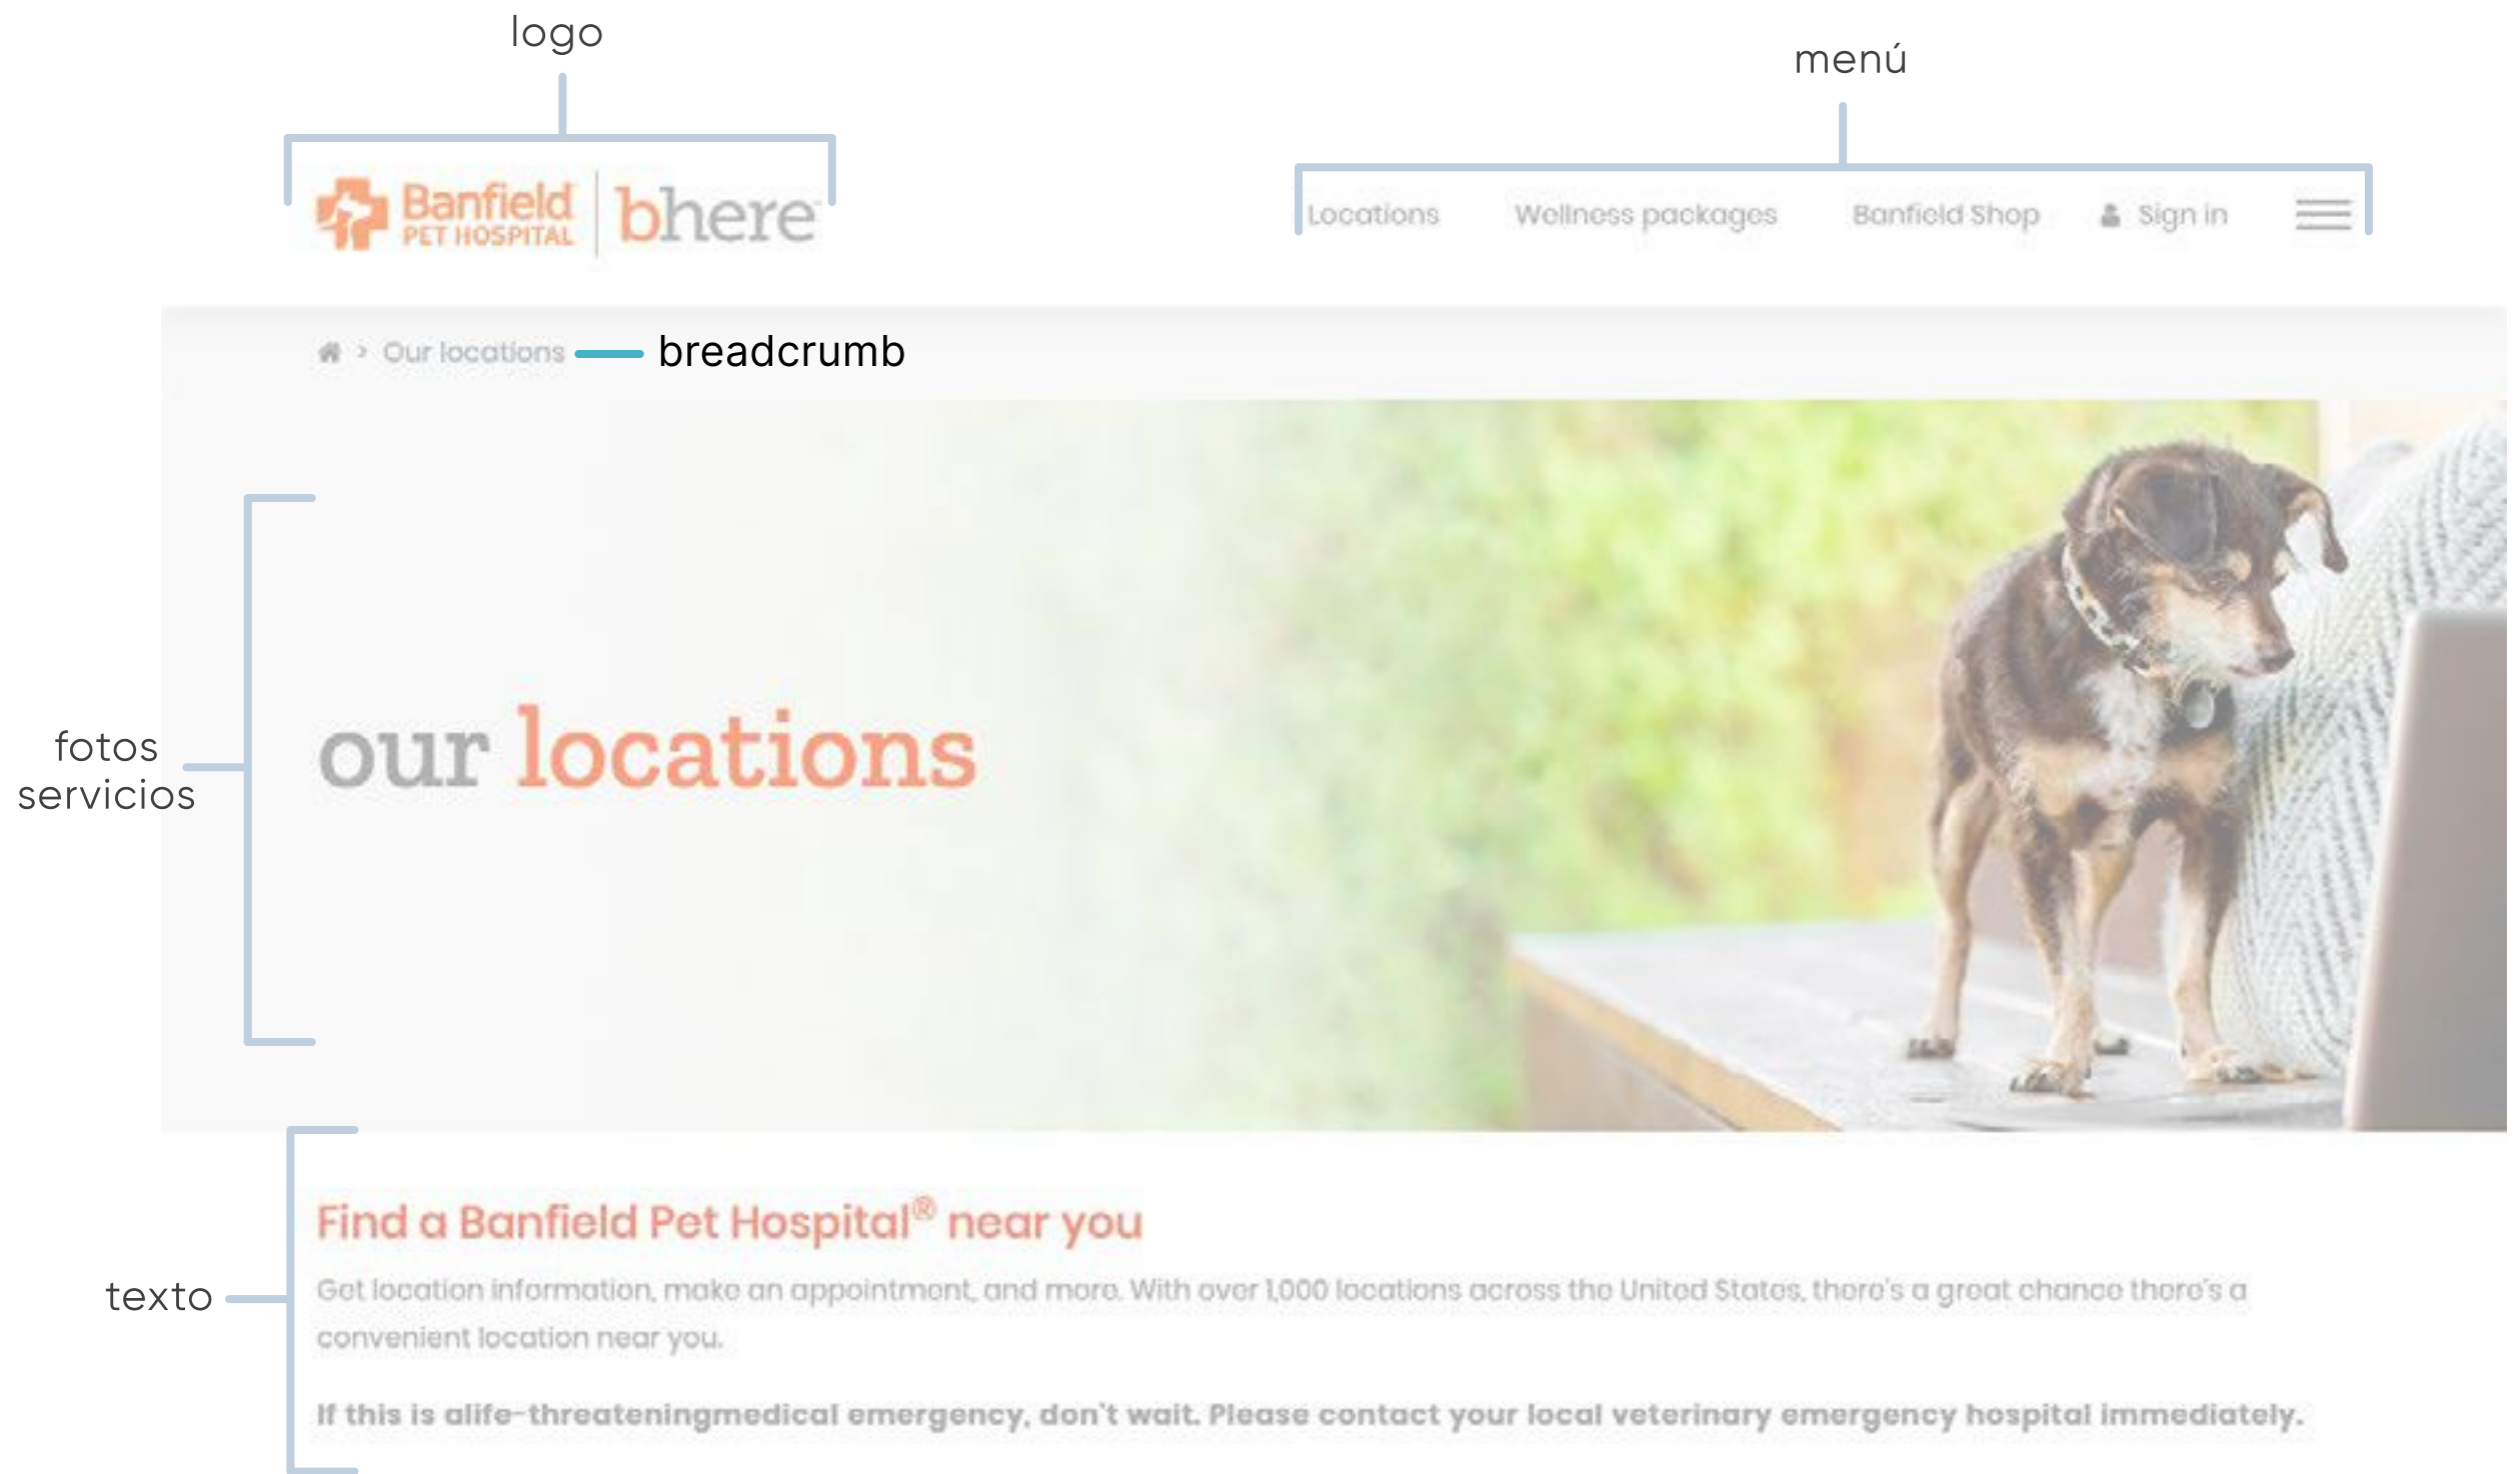 logo
menú
Banfield
PET HOSPITAL
bhere
Locations
Wellness packages
Banfield Shop
Sign in
> Our locations
breadcrumb
our locations
fotos
servicios
Find a Banfield Pet Hospital® near you
texto
Get location information, make an appointment, and more. With over 1,000 locations across the United States, there's a great chance there's a
convenient location near you.
If this is alife-threateningmedical emergency, don't wait. Please contact your local veterinary emergency hospital immediately.